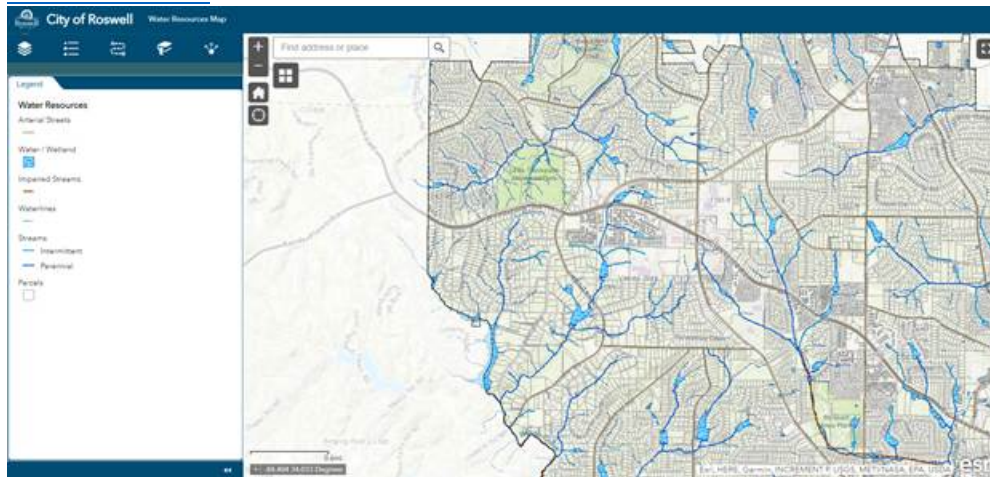 City of Roswell Water Resources Map
Find address or place
Legend
Water Resources
Arterial Streets
Water / Wetland
Impaired Streams
Waterlines
Streams
Intermittent
Perennial
Parcels
Esri, HERE, Garmin, INCREMENT P, USGS, METI/NASA, EPA, USDA
esri